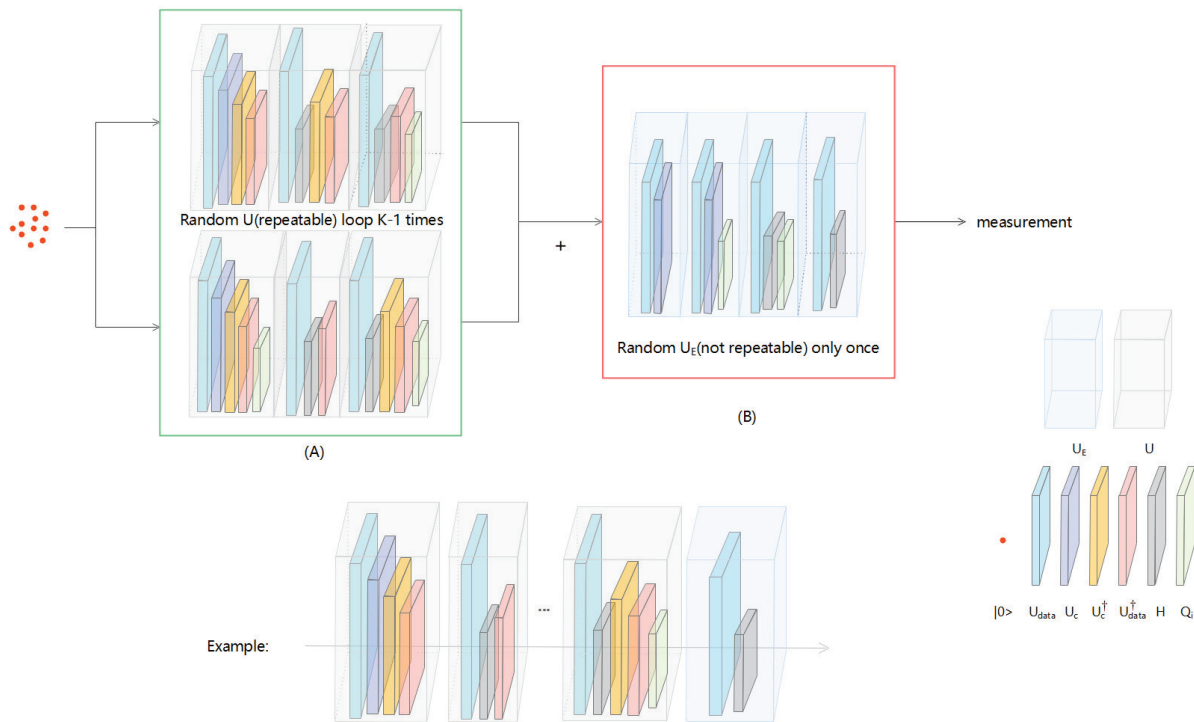 Random U(repeatable) loop K-1 times
(A)
+
Random U_E(not repeatable) only once
(B)
measurement
U_E U
|0> U_data U_c U_c^† U_data^† H Q_i
Example:
...